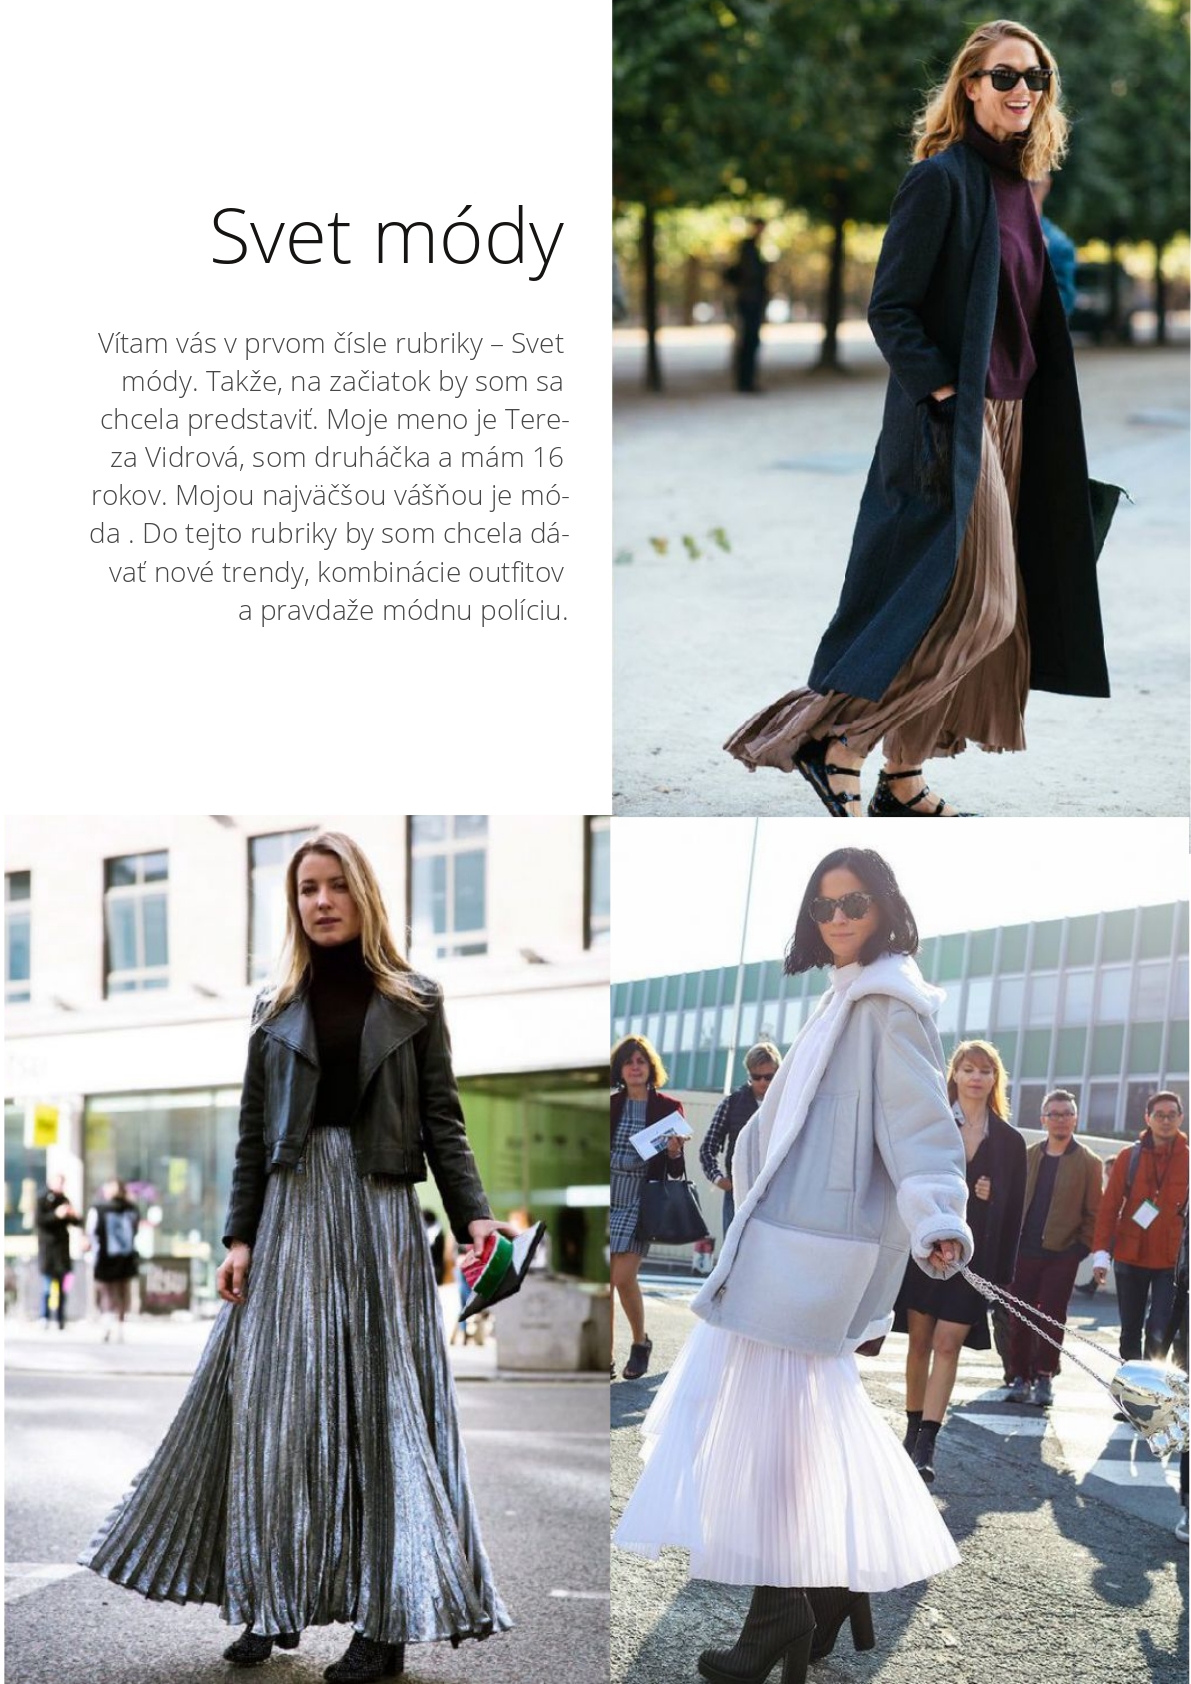 Svet módy
Vítam vás v prvom čísle rubriky – Svet
módy. Takže, na začiatok by som sa
chcela predstaviť. Moje meno je Tere-
za Vidrová, som druháčka a mám 16
rokov. Mojou najväčšou vášňou je mó-
da . Do tejto rubriky by som chcela dá-
vať nové trendy, kombinácie outfitov
a pravdaže módnu políciu.